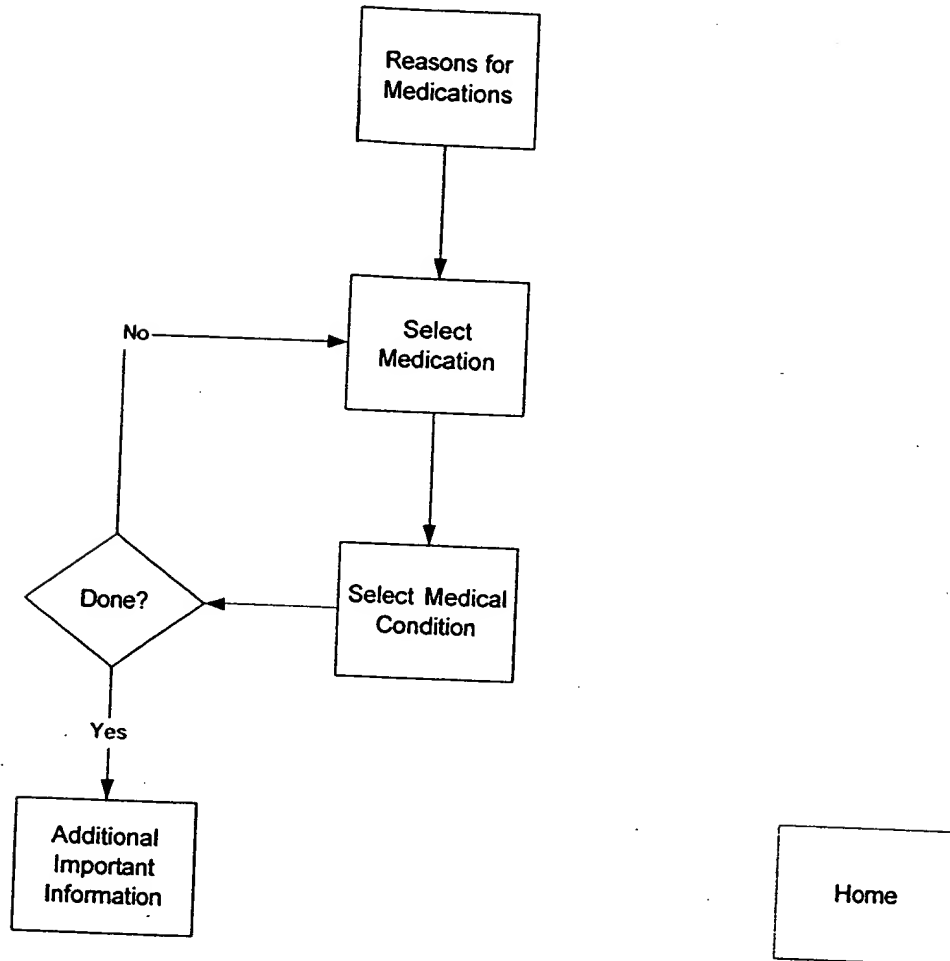 Reasons for
Medications
No
Select
Medication
Done?
Select Medical
Condition
Yes
Additional
Important
Information
Home